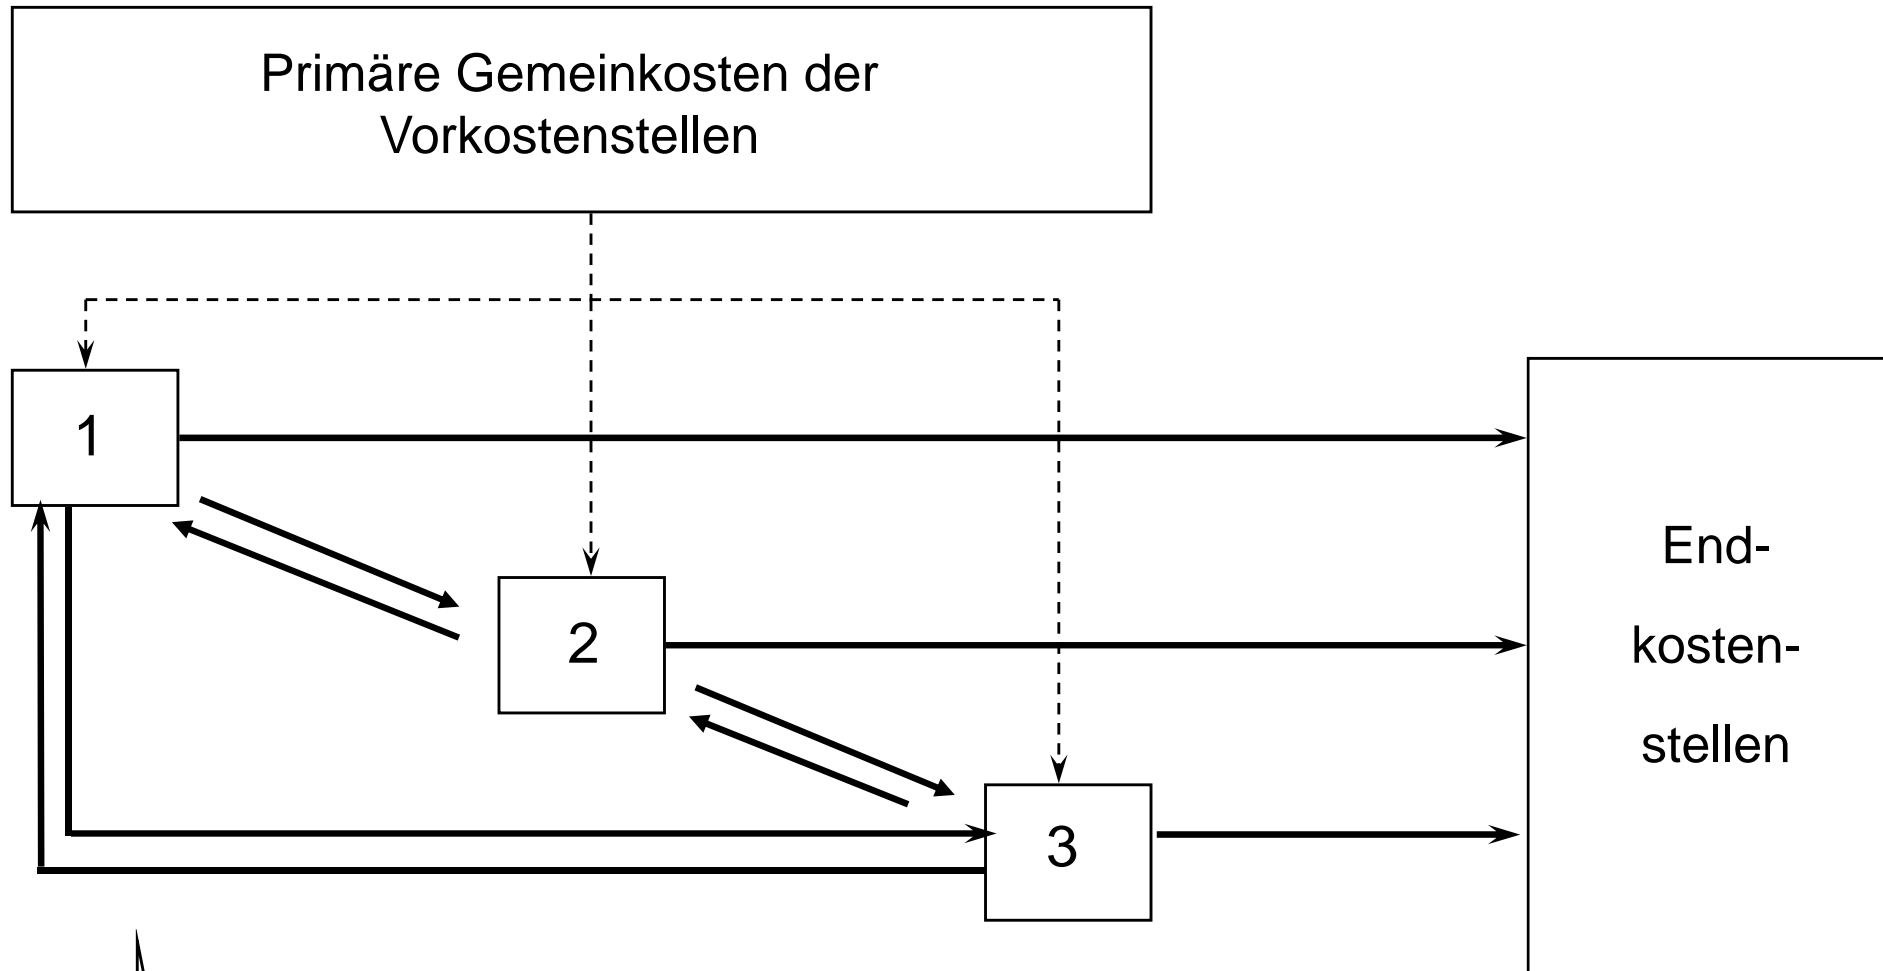 Primäre Gemeinkosten der
Vorkostenstellen
1
2
3
End-
kosten-
stellen